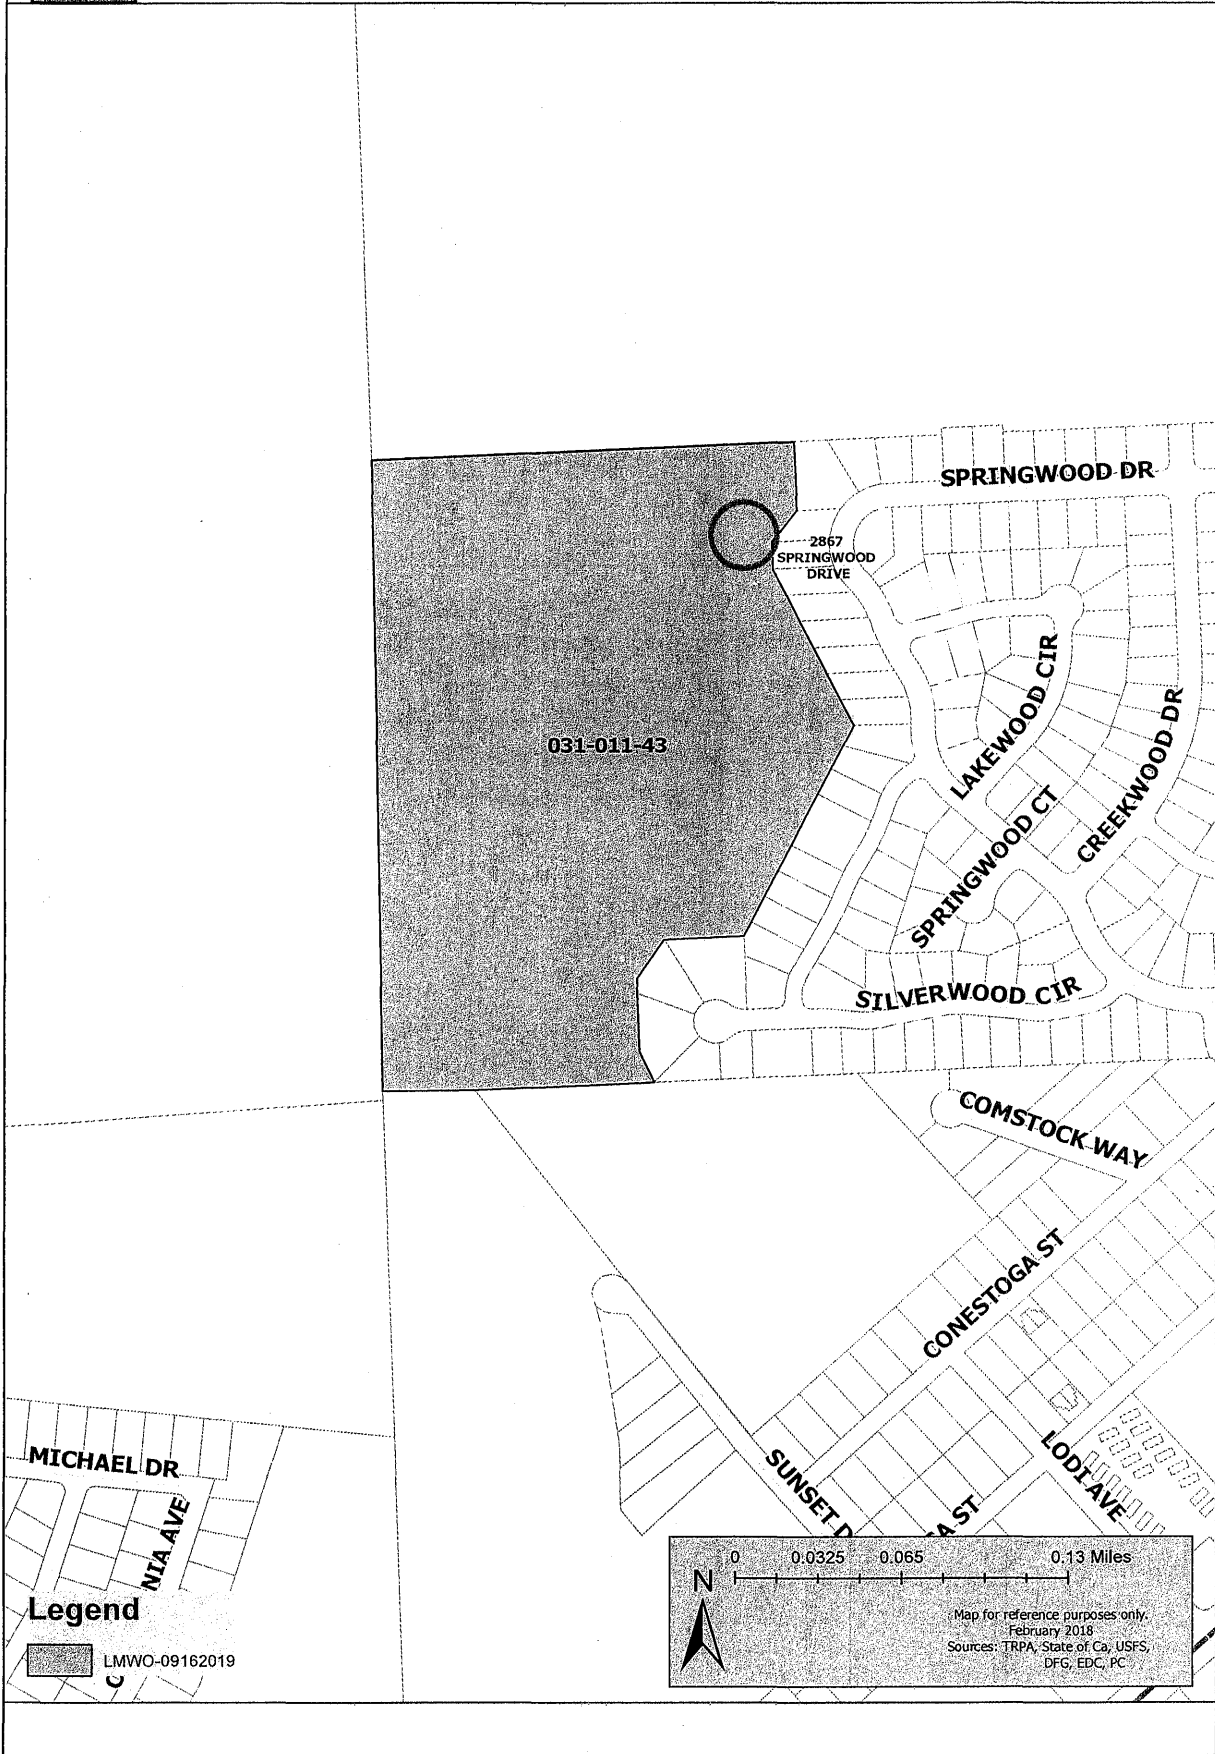 SPRINGWOOD DR
2867
SPRINGWOOD
DRIVE
LAKEWOOD CIR
CREEKWOOD DR
031-011-43
SPRINGWOOD CT
SILVERWOOD CIR
COMSTOCK WAY
CONESTOGA ST
MICHAEL DR
NIA AVE
SUNSET D
CA ST
LODI AVE
0 0.0325 0.065 0.13 Miles
N
Map for reference purposes only.
February 2018
Sources: TRPA, State of Ca, USFS,
DFG, EDC, PC
Legend
LMWO-09162019
C